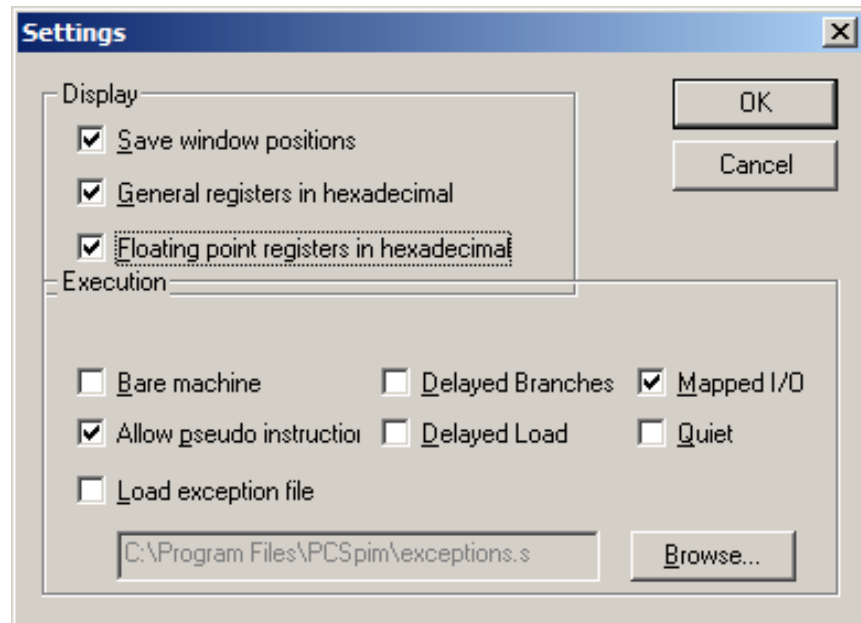 Settings
Display
OK
Save window positions
Cancel
General registers in hexadecimal
Floating point registers in hexadecimal
Execution
Bare machine Delayed Branches Mapped I/O
Allow pseudo instruction Delayed Load Quiet
Load exception file
C:\Program Files\PCSpim\exceptions.s Browse...